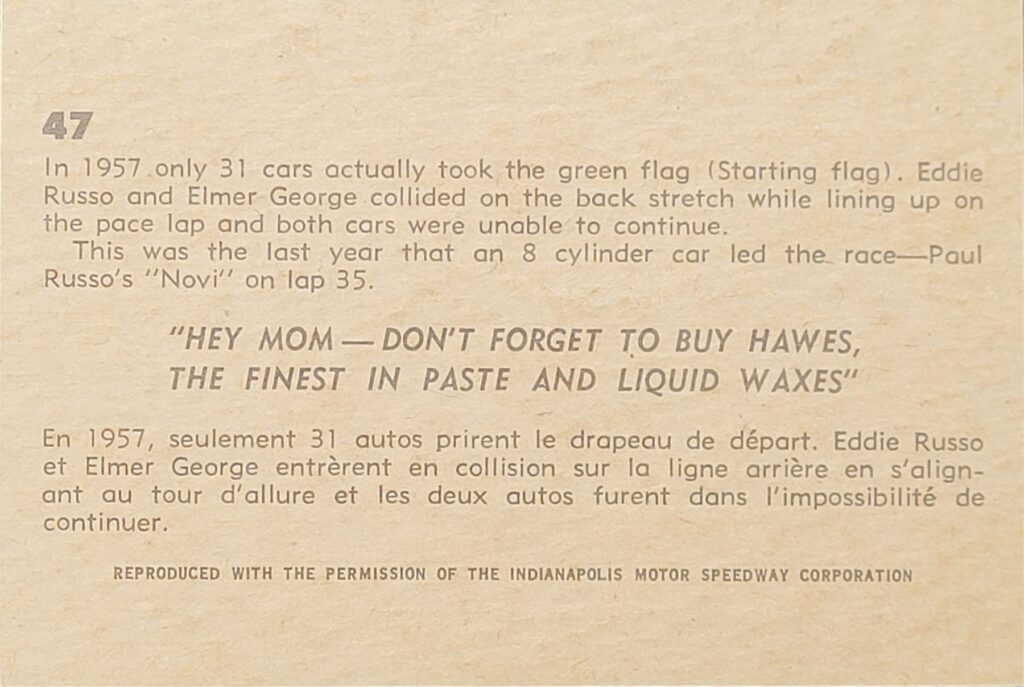 47
In 1957 only 31 cars actually took the green flag (Starting flag). Eddie
Russo and Elmer George collided on the back stretch while lining up on
the pace lap and both cars were unable to continue.
This was the last year that an 8 cylinder car led the race—Paul
Russo's "Novi" on lap 35.
"HEY MOM — DON'T FORGET TO BUY HAWES,
THE FINEST IN PASTE AND LIQUID WAXES"
En 1957, seulement 31 autos prirent le drapeau de départ. Eddie Russo
et Elmer George entrèrent en collision sur la ligne arrière en s'align-
ant au tour d'allure et les deux autos furent dans l'impossibilité de
continuer.
REPRODUCED WITH THE PERMISSION OF THE INDIANAPOLIS MOTOR SPEEDWAY CORPORATION